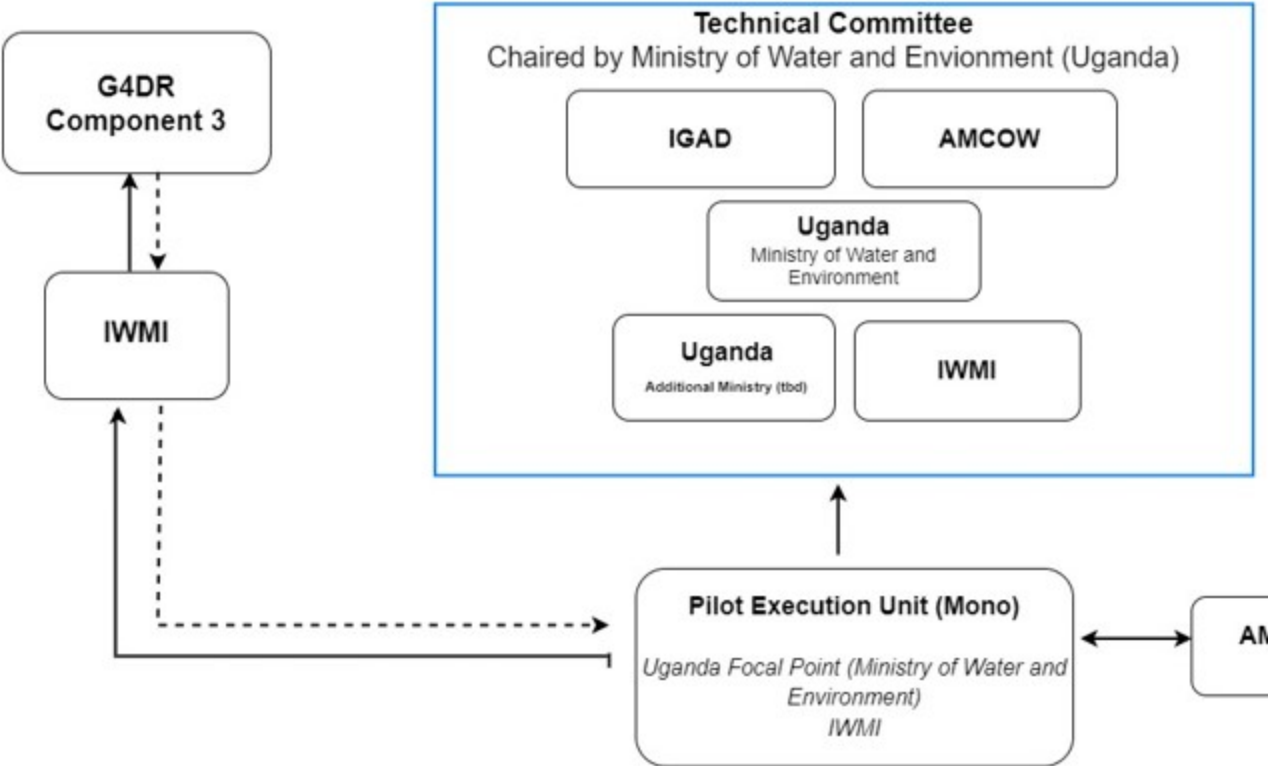 Technical Committee
Chaired by Ministry of Water and Envionment (Uganda)
G4DR
Component 3
IGAD
AMCOW
Uganda
Ministry of Water and
Environment
IWMI
Uganda
Additional Ministry (tbd)
IWMI
Pilot Execution Unit (Mono)
Uganda Focal Point (Ministry of Water and
Environment)
IWMI